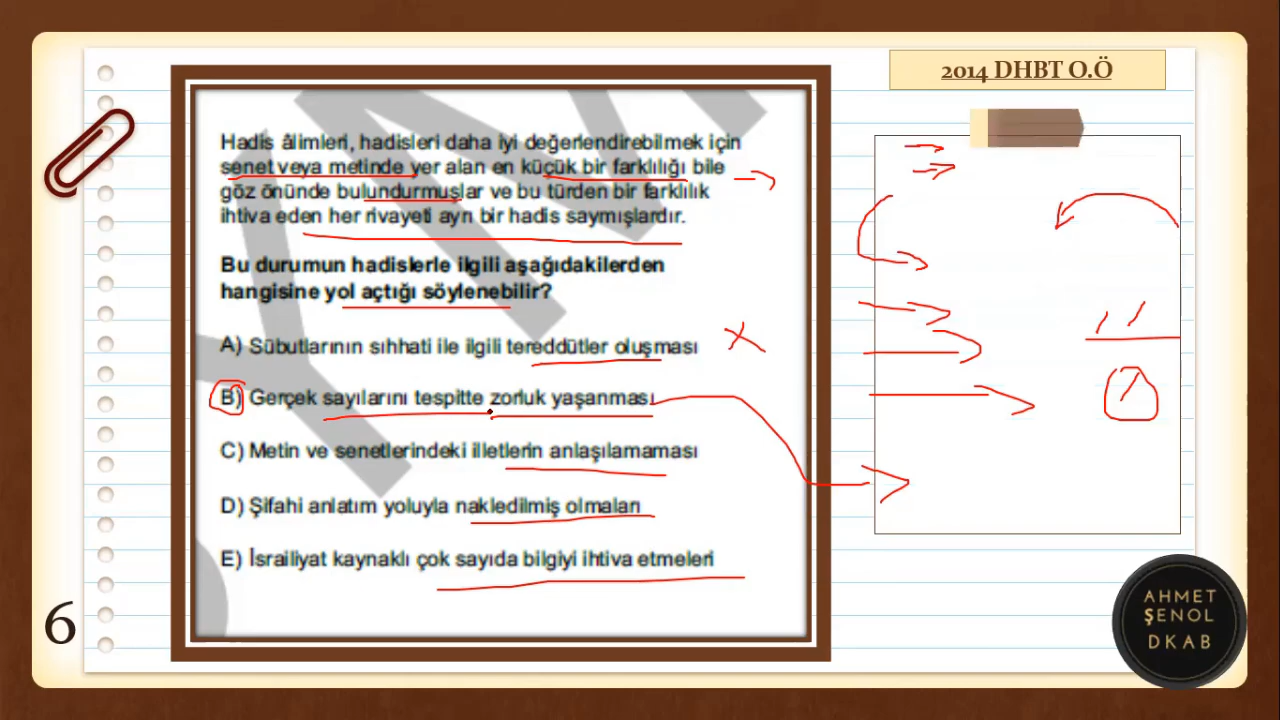 2014 DHBT O.Ö
Hadis âlimleri, hadisleri daha iyi değerlendirebilmek için
senet veya metinde yer alan en küçük bir farklılığı bile
göz önünde bulundurmuşlar ve bu türden bir farklılık
ihtiva eden her rivayeti ayrı bir hadis saymışlardır.
Bu durumun hadislerle ilgili aşağıdakilerden
hangisine yol açtığı söylenebilir?
A) Sübutlarının sıhhati ile ilgili tereddütler oluşması
B) Gerçek sayılarını tespitte zorluk yaşanması
C) Metin ve senetlerindeki illetlerin anlaşılamaması
D) Şifahi anlatım yoluyla nakledilmiş olmaları
E) İsrailiyat kaynaklı çok sayıda bilgiyi ihtiva etmeleri
6
AHMET
ŞENOL
DKAB